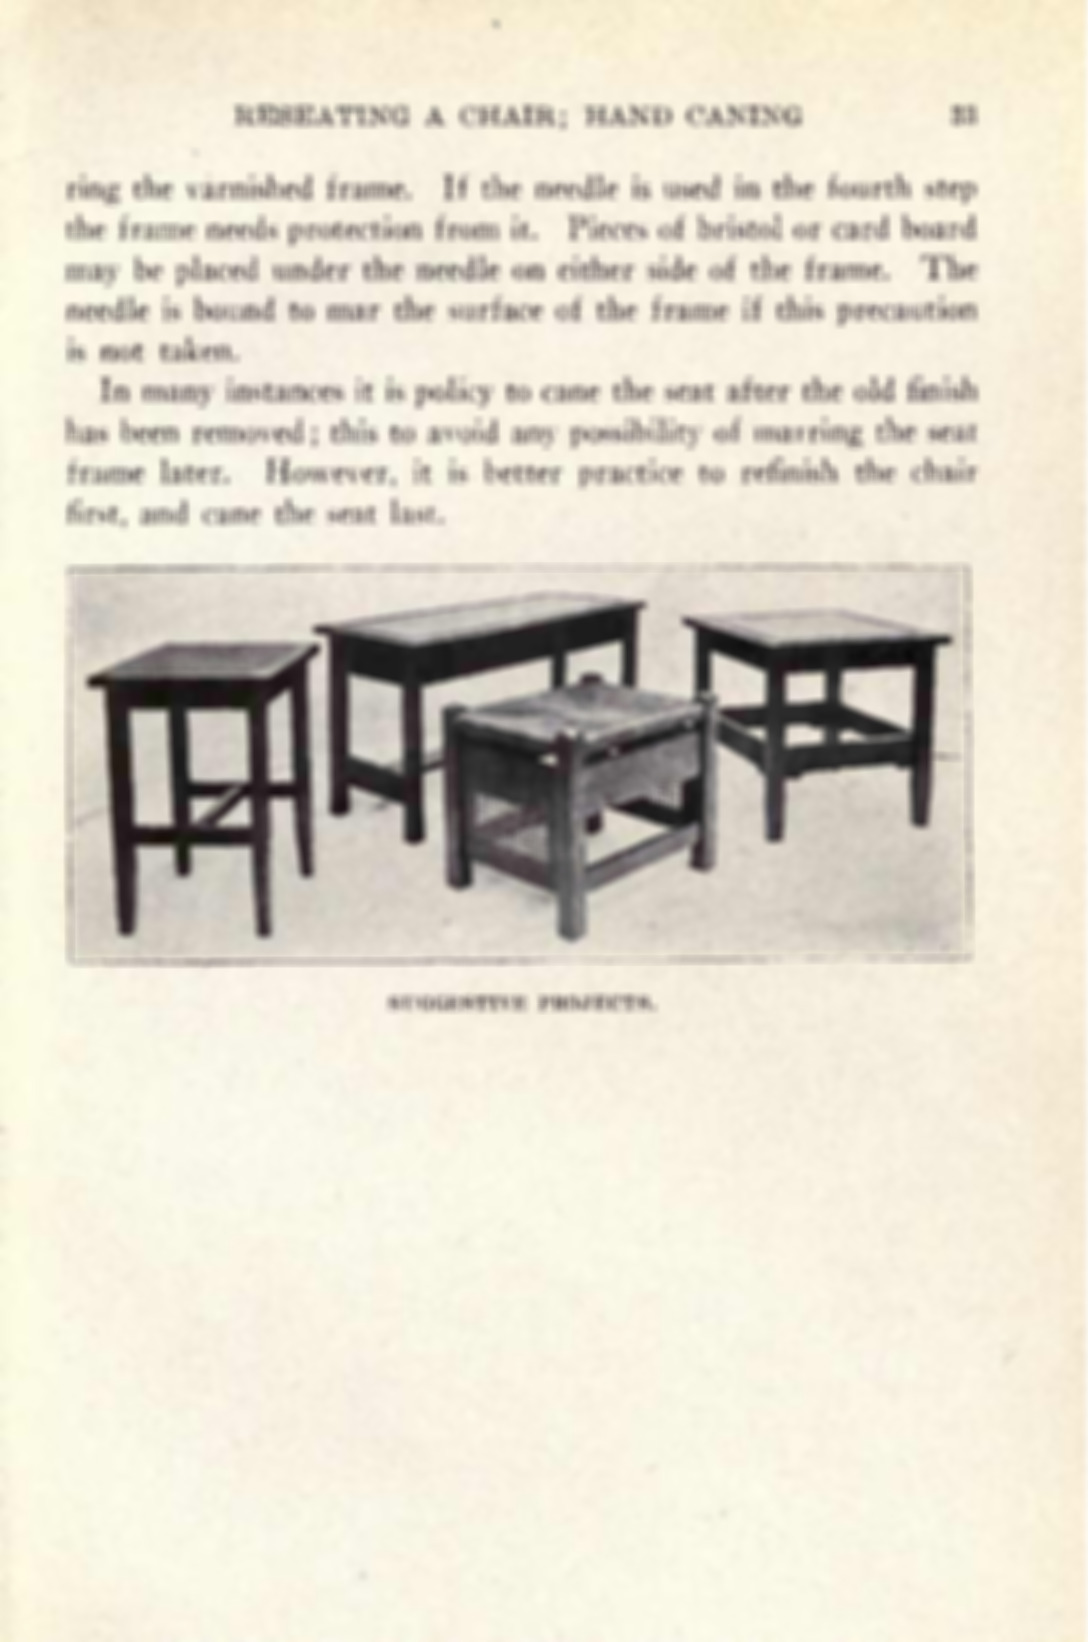 RESEATING A CHAIR; HAND CANING 33
ring the varnished frame. If the needle is used in the fourth step
the frame needs protection from it. Pieces of bristol or card board
may be placed under the needle on either side of the frame. The
needle is bound to mar the surface of the frame if this precaution
is not taken.
In many instances it is policy to cane the seat after the old finish
has been removed; this to avoid any possibility of marring the seat
frame later. However, it is better practice to refinish the chair
first, and cane the seat last.
SUGGESTIVE PROJECTS.